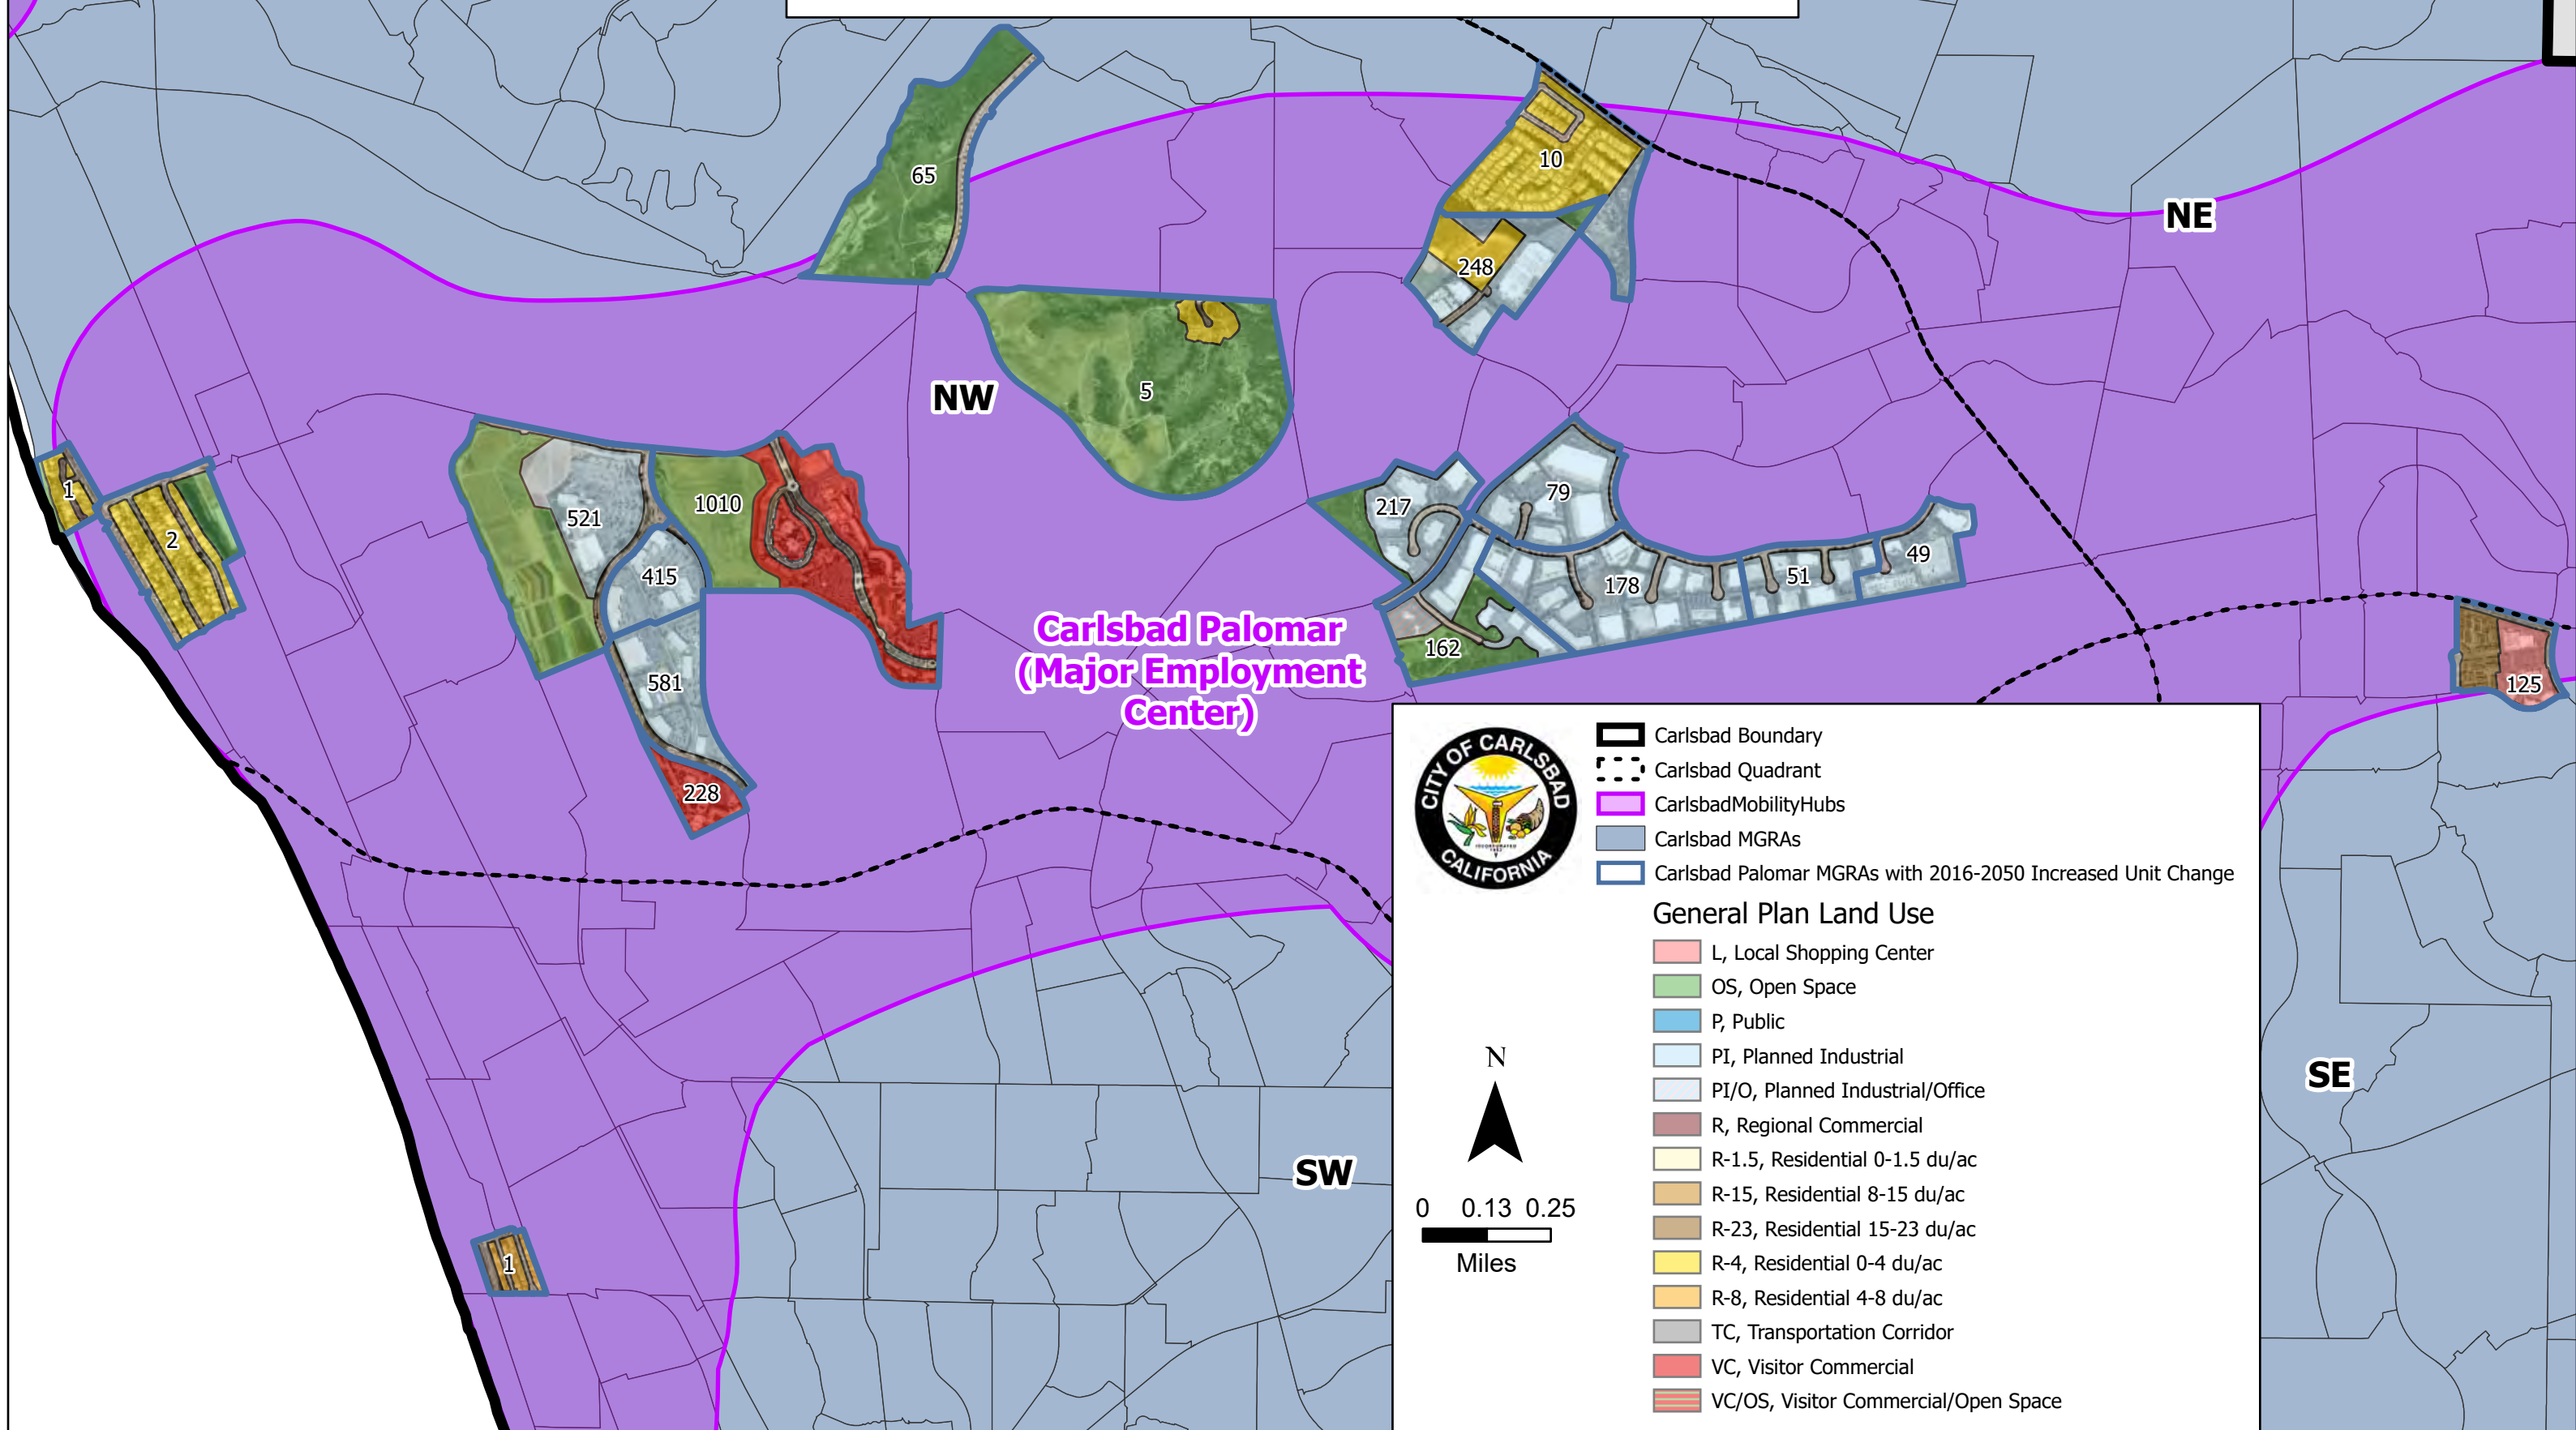 65
10
NE
248
5
NW
1
521
1010
217
79
2
415
178
51
49
Carlsbad Palomar
(Major Employment
Center)
162
581
125
228
CITY OF CARLSBAD
CALIFORNIA
Carlsbad Boundary
Carlsbad Quadrant
CarlsbadMobilityHubs
Carlsbad MGRAs
Carlsbad Palomar MGRAs with 2016-2050 Increased Unit Change
General Plan Land Use
L, Local Shopping Center
OS, Open Space
P, Public
PI, Planned Industrial
PI/O, Planned Industrial/Office
R, Regional Commercial
R-1.5, Residential 0-1.5 du/ac
R-15, Residential 8-15 du/ac
R-23, Residential 15-23 du/ac
R-4, Residential 0-4 du/ac
R-8, Residential 4-8 du/ac
TC, Transportation Corridor
VC, Visitor Commercial
VC/OS, Visitor Commercial/Open Space
N
0 0.13 0.25
Miles
SE
SW
1